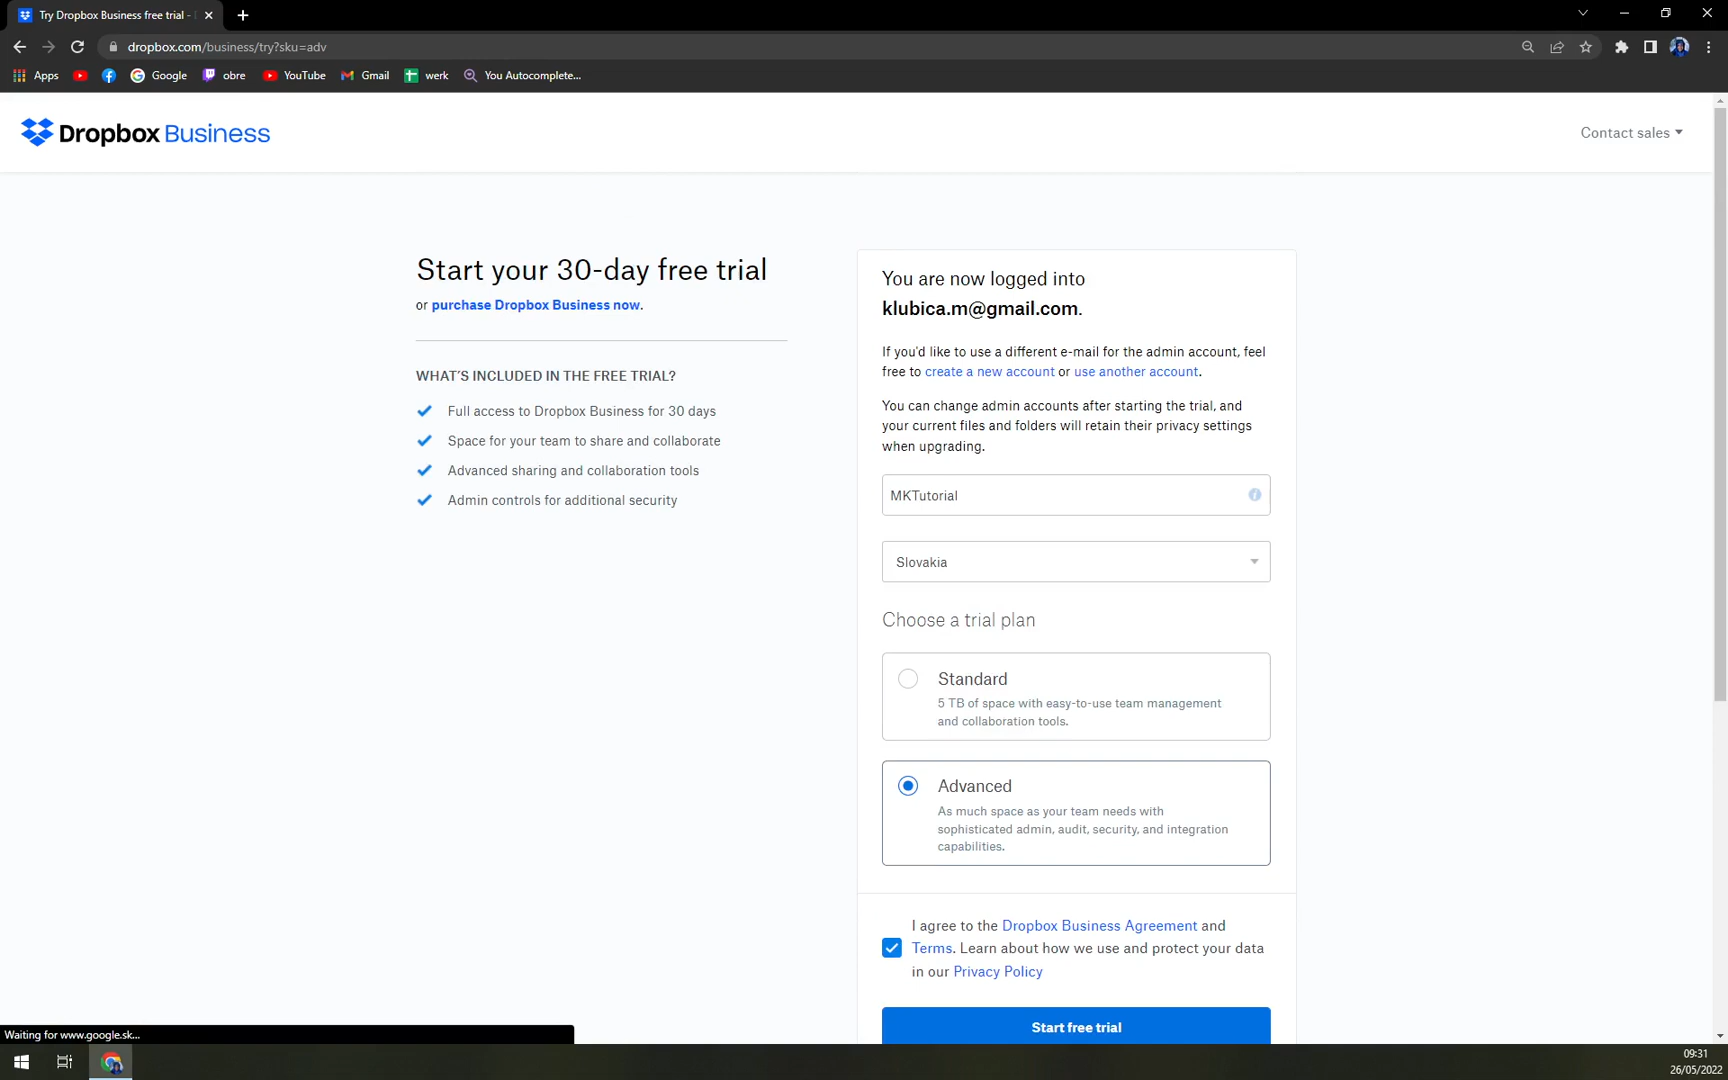 Try Dropbox Business free trial -
dropbox.com/business/try?sku=adv
Apps
Google
obre
YouTube
Gmail
werk
You Autocomplete...
Dropbox Business
Contact sales
Start your 30-day free trial
or purchase Dropbox Business now.
WHAT'S INCLUDED IN THE FREE TRIAL?
Full access to Dropbox Business for 30 days
Space for your team to share and collaborate
Advanced sharing and collaboration tools
Admin controls for additional security
You are now logged into
klubica.m@gmail.com.
If you'd like to use a different e-mail for the admin account, feel
free to create a new account or use another account.
You can change admin accounts after starting the trial, and
your current files and folders will retain their privacy settings
when upgrading.
MKTutorial
Slovakia
Choose a trial plan
Standard
5 TB of space with easy-to-use team management
and collaboration tools.
Advanced
As much space as your team needs with
sophisticated admin, audit, security, and integration
capabilities.
I agree to the Dropbox Business Agreement and
Terms. Learn about how we use and protect your data
in our Privacy Policy
Start free trial
Waiting for www.google.sk...
09:31
26/05/2022